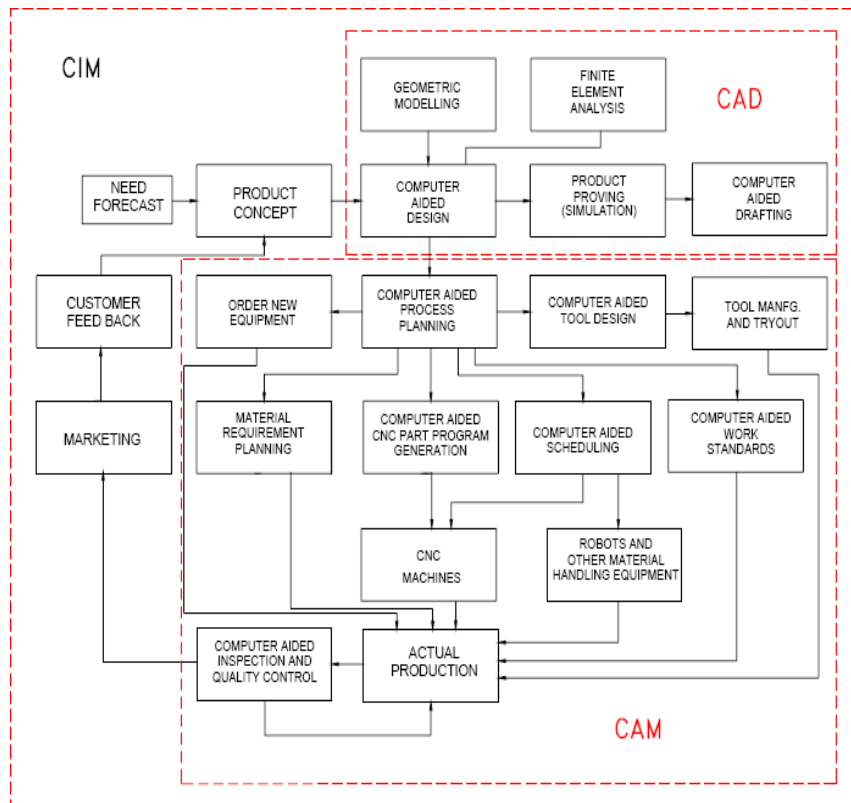 CIM
GEOMETRIC
MODELLING
FINITE
ELEMENT
ANALYSIS
CAD
NEED
FORECAST
PRODUCT
CONCEPT
COMPUTER
AIDED
DESIGN
PRODUCT
PROVING
(SIMULATION)
COMPUTER
AIDED
DRAFTING
CUSTOMER
FEED BACK
ORDER NEW
EQUIPMENT
COMPUTER AIDED
PROCESS
PLANNING
COMPUTER AIDED
TOOL DESIGN
TOOL MANFG.
AND TRYOUT
MARKETING
MATERIAL
REQUIREMENT
PLANNING
COMPUTER AIDED
CNC PART PROGRAM
GENERATION
COMPUTER AIDED
SCHEDULING
COMPUTER AIDED
WORK
STANDARDS
CNC
MACHINES
ROBOTS AND
OTHER MATERIAL
HANDLING EQUIPMENT
COMPUTER AIDED
INSPECTION AND
QUALITY CONTROL
ACTUAL
PRODUCTION
CAM